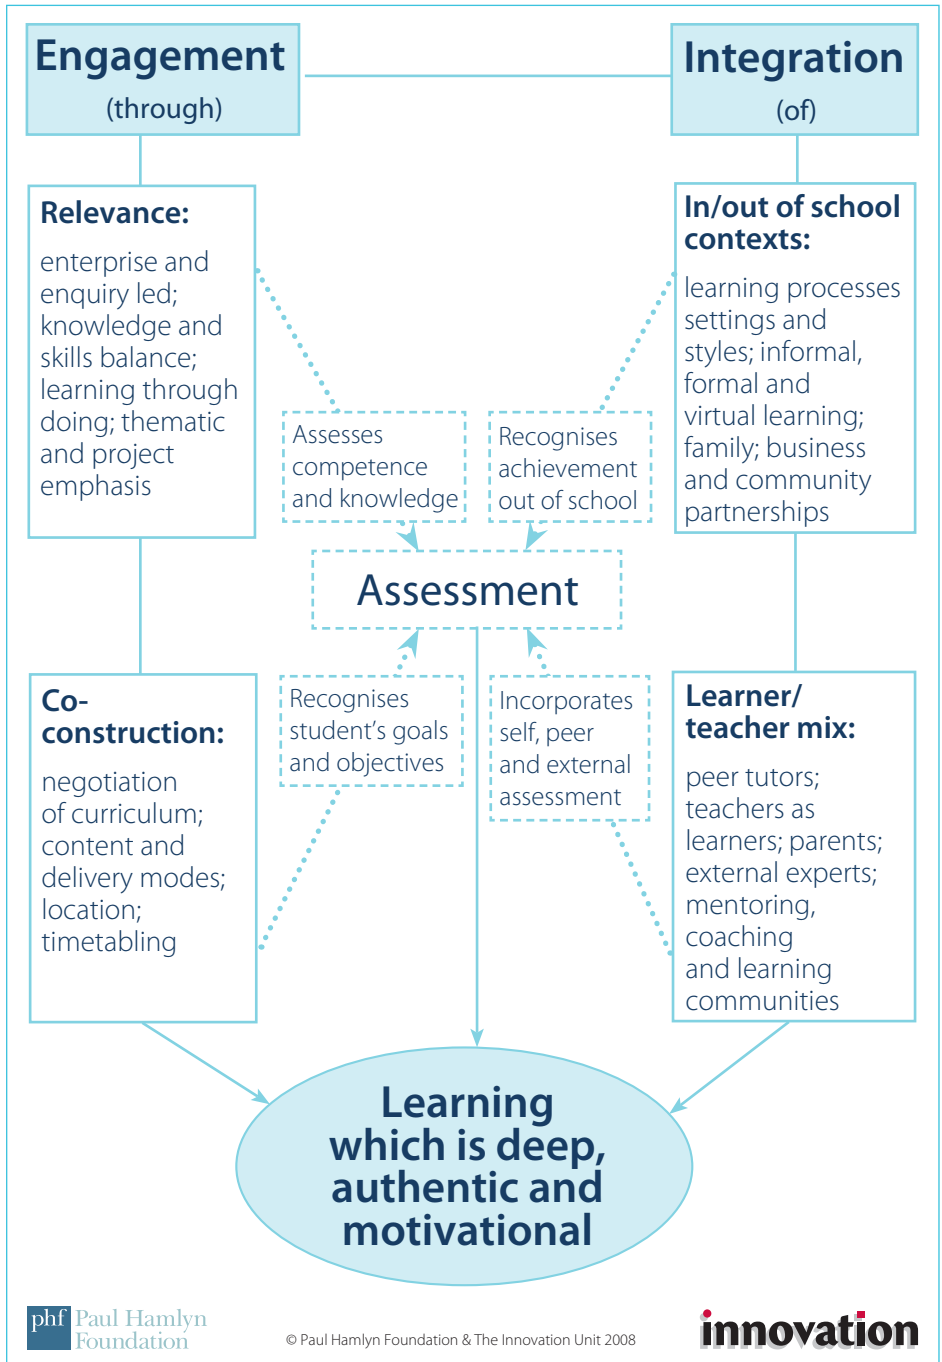 Engagement
(through)
Integration
(of)
Relevance:
enterprise and
enquiry led;
knowledge and
skills balance;
learning through
doing; thematic
and project
emphasis
In/out of school
contexts:
learning processes
settings and
styles; informal,
formal and
virtual learning;
family; business
and community
partnerships
Assesses
competence
and knowledge
Recognises
achievement
out of school
Assessment
Co-
construction:
negotiation
of curriculum;
content and
delivery modes;
location;
timetabling
Recognises
student’s goals
and objectives
Incorporates
self, peer
and external
assessment
Learner/
teacher mix:
peer tutors;
teachers as
learners; parents;
external experts;
mentoring,
coaching
and learning
communities
Learning
which is deep,
authentic and
motivational
phf Paul Hamlyn
Foundation
© Paul Hamlyn Foundation & The Innovation Unit 2008
innovation